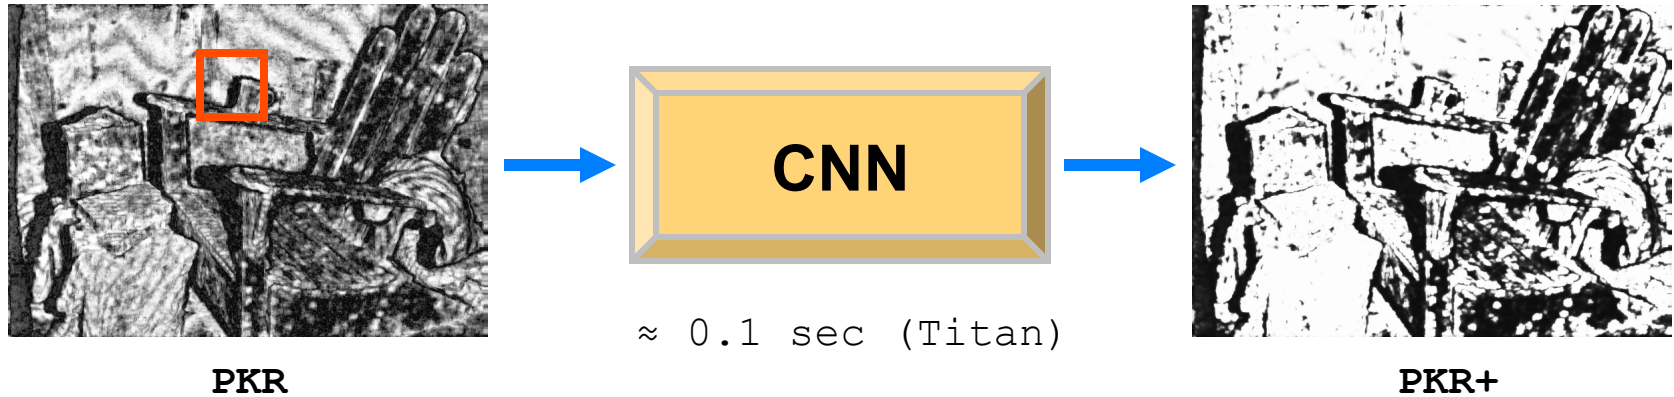 CNN
≈ 0.1 sec (Titan)
PKR
PKR+